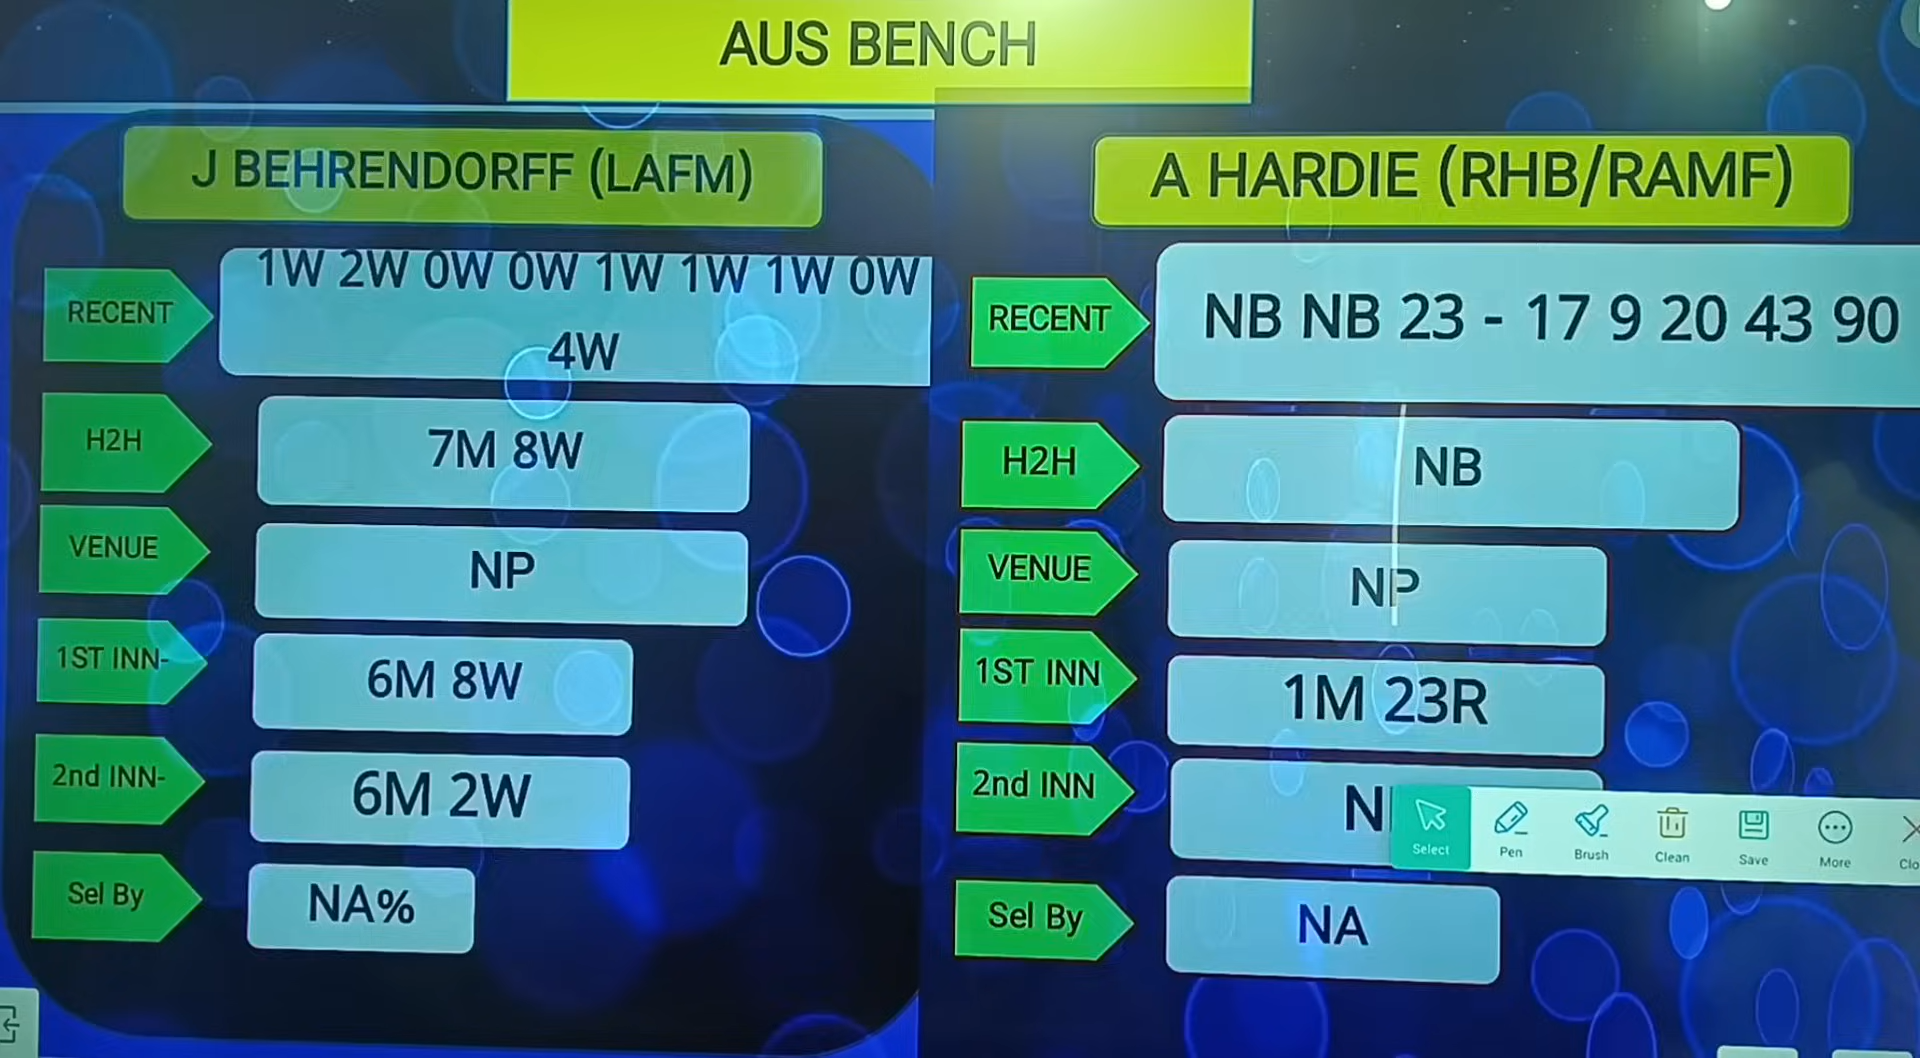 AUS BENCH
J BEHRENDORFF (LAFM)
RECENT
1W 2W 0W 0W 1W 1W 1W 0W
4W
H2H
7M 8W
VENUE
NP
1ST INN-
6M 8W
2nd INN-
6M 2W
Sel By
NA%
A HARDIE (RHB/RAMF)
RECENT
NB NB 23 - 17 9 20 43 90
H2H
NB
VENUE
NP
1ST INN
1M 23R
2nd INN
Sel By
NA
Select
Pen
Brush
Clean
Save
More